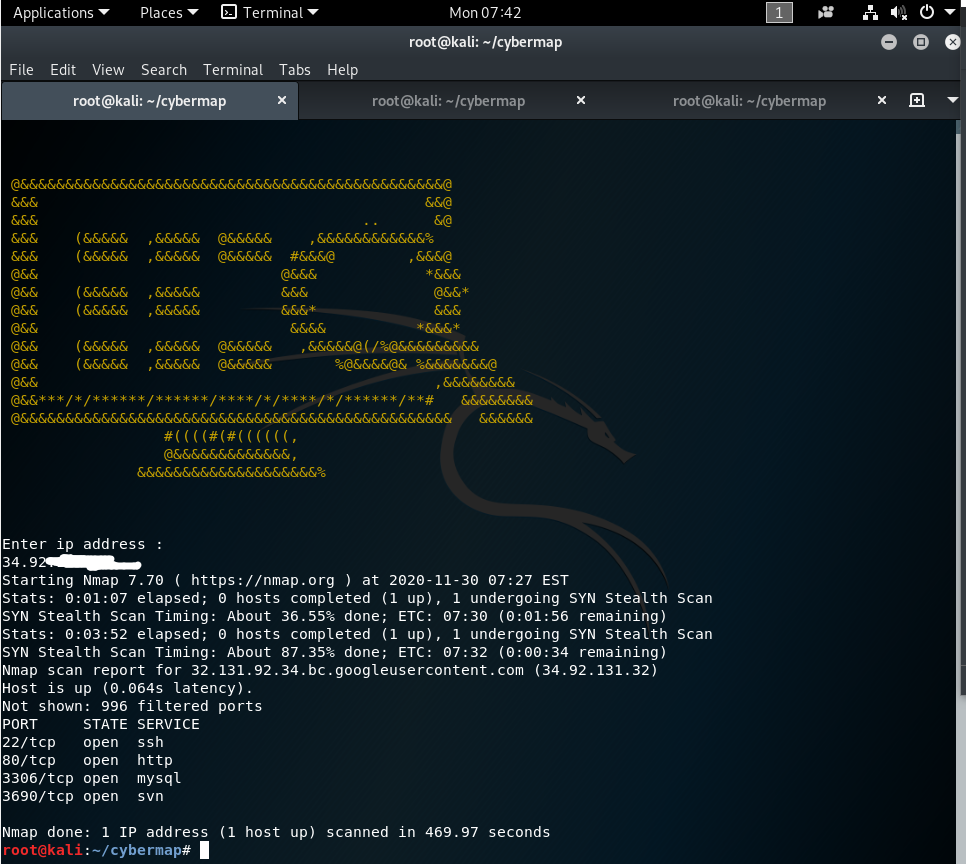 Applications Places Terminal Mon 07:42 1
root@kali: ~/cybermap
File Edit View Search Terminal Tabs Help
root@kali: ~/cybermap × root@kali: ~/cybermap × root@kali: ~/cybermap ×
@&&&&&&&&&&&&&&&&&&&&&&&&&&&&&&&&&&&&&&&&&&&&&&&@
&&& &&@
&&& .. &@
&&& (&&&&& ,&&&&& @&&&&& ,&&&&&&&&&&&&%
&&& (&&&&& ,&&&&& @&&&&& #&&&@ ,&&&@
@&& @&&& *&&&
@&& (&&&&& ,&&&&& &&& @&&*
@&& (&&&&& ,&&&&& &&&* &&&
@&& &&&& *&&&*
@&& (&&&&& ,&&&&& @&&&&& ,&&&&&@(/%@&&&&&&&&&
@&& (&&&&& ,&&&&& @&&&&& %@&&&&@& %&&&&&&&@
@&& ,&&&&&&&&
@&&***/*/******/******/****/*/****/*/******/**# &&&&&&&&
@&&&&&&&&&&&&&&&&&&&&&&&&&&&&&&&&&&&&&&&&&&&&&&&& &&&&&&
#((((#(#((((((,
@&&&&&&&&&&&&&,
&&&&&&&&&&&&&&&&&&&&%
Enter ip address :
34.92
Starting Nmap 7.70 ( https://nmap.org ) at 2020-11-30 07:27 EST
Stats: 0:01:07 elapsed; 0 hosts completed (1 up), 1 undergoing SYN Stealth Scan
SYN Stealth Scan Timing: About 36.55% done; ETC: 07:30 (0:01:56 remaining)
Stats: 0:03:52 elapsed; 0 hosts completed (1 up), 1 undergoing SYN Stealth Scan
SYN Stealth Scan Timing: About 87.35% done; ETC: 07:32 (0:00:34 remaining)
Nmap scan report for 32.131.92.34.bc.googleusercontent.com (34.92.131.32)
Host is up (0.064s latency).
Not shown: 996 filtered ports
PORT STATE SERVICE
22/tcp open ssh
80/tcp open http
3306/tcp open mysql
3690/tcp open svn
Nmap done: 1 IP address (1 host up) scanned in 469.97 seconds
root@kali:~/cybermap#